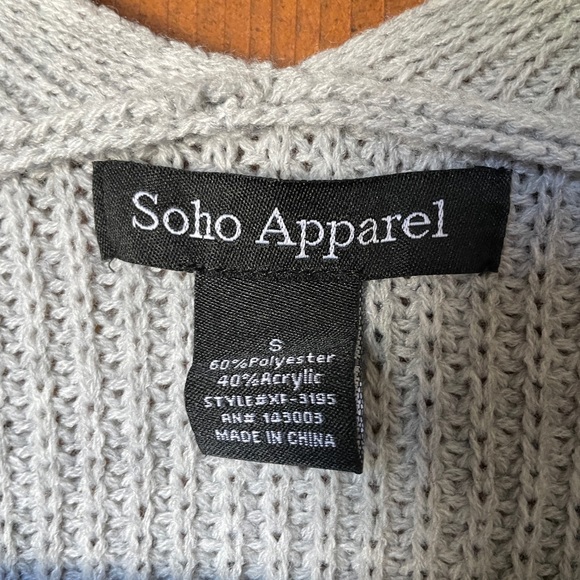 Soho Apparel
S
60%Polyester
40%Acrylic
STYLE#XF-3195
RN# 143003
MADE IN CHINA